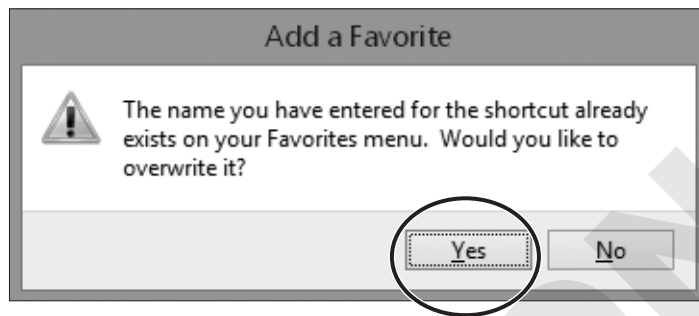 Add a Favorite
The name you have entered for the shortcut already
exists on your Favorites menu.  Would you like to
overwrite it?
Yes
No